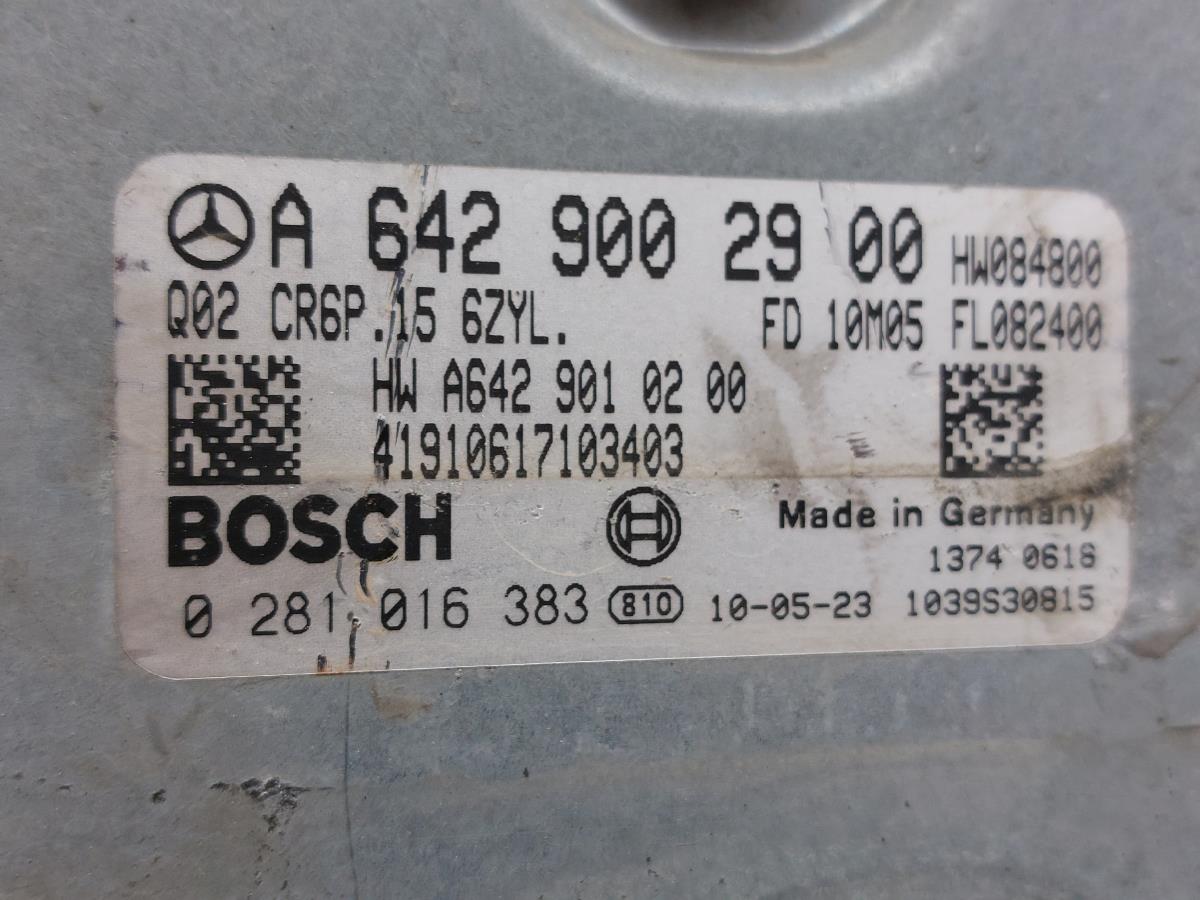 A 642 900 29 00 HW084800
Q02 CR6P.15 6ZYL. FD 10M05 FL082400
HW A642 901 02 00
41910617103403
BOSCH Made in Germany
1374 0618
0 281 016 383 810 10-05-23 1039S30815